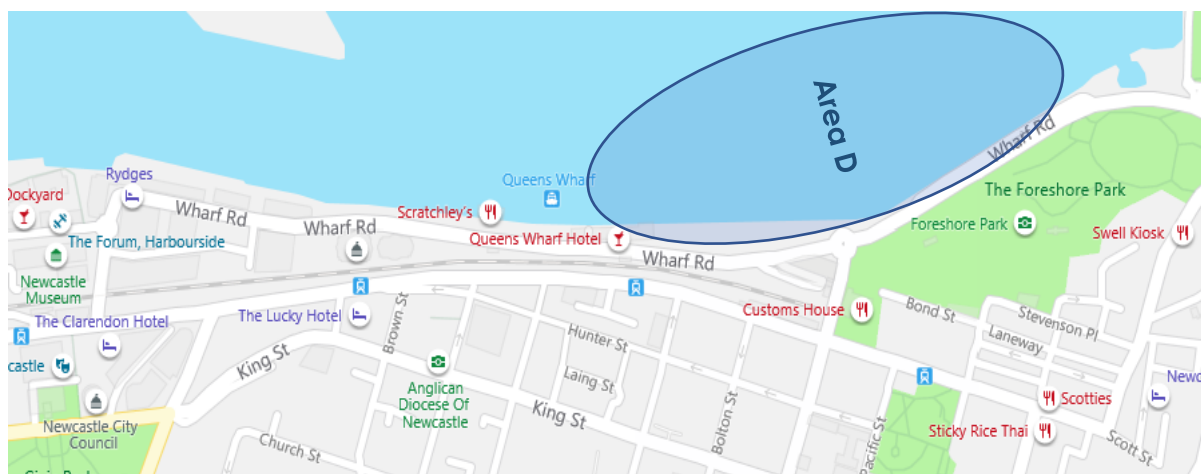 Area D
Wharf Rd
Rydges
Queens Wharf
The Foreshore Park
Dockyard
Wharf Rd
Scratchley's
Foreshore Park
Wharf Rd
Swell Kiosk
The Forum, Harbourside
Queens Wharf Hotel
Wharf Rd
Newcastle
Museum
Customs House
Bond St
Stevenson Pl
The Clarendon Hotel
The Lucky Hotel
Brown St
Hunter St
Laneway
King St
castle
Laing St
Newc
Anglican
Diocese Of
Newcastle
Scotties
King St
Bolton St
Pacific St
Newcastle City
Council
Sticky Rice Thai
Scott St
Church St